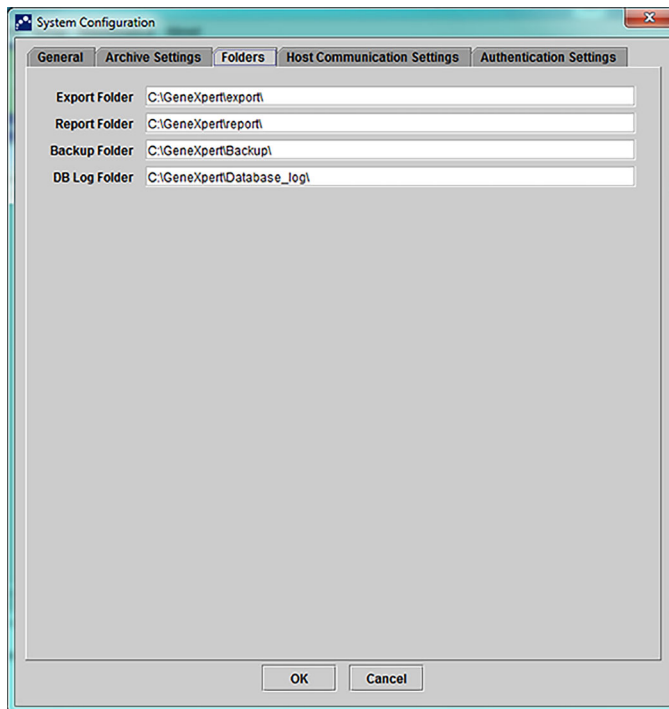 System Configuration
General Archive Settings Folders Host Communication Settings Authentication Settings
Export Folder C:\GeneXpert\export\
Report Folder C:\GeneXpert\report\
Backup Folder C:\GeneXpert\Backup\
DB Log Folder C:\GeneXpert\Database_log\
OK Cancel